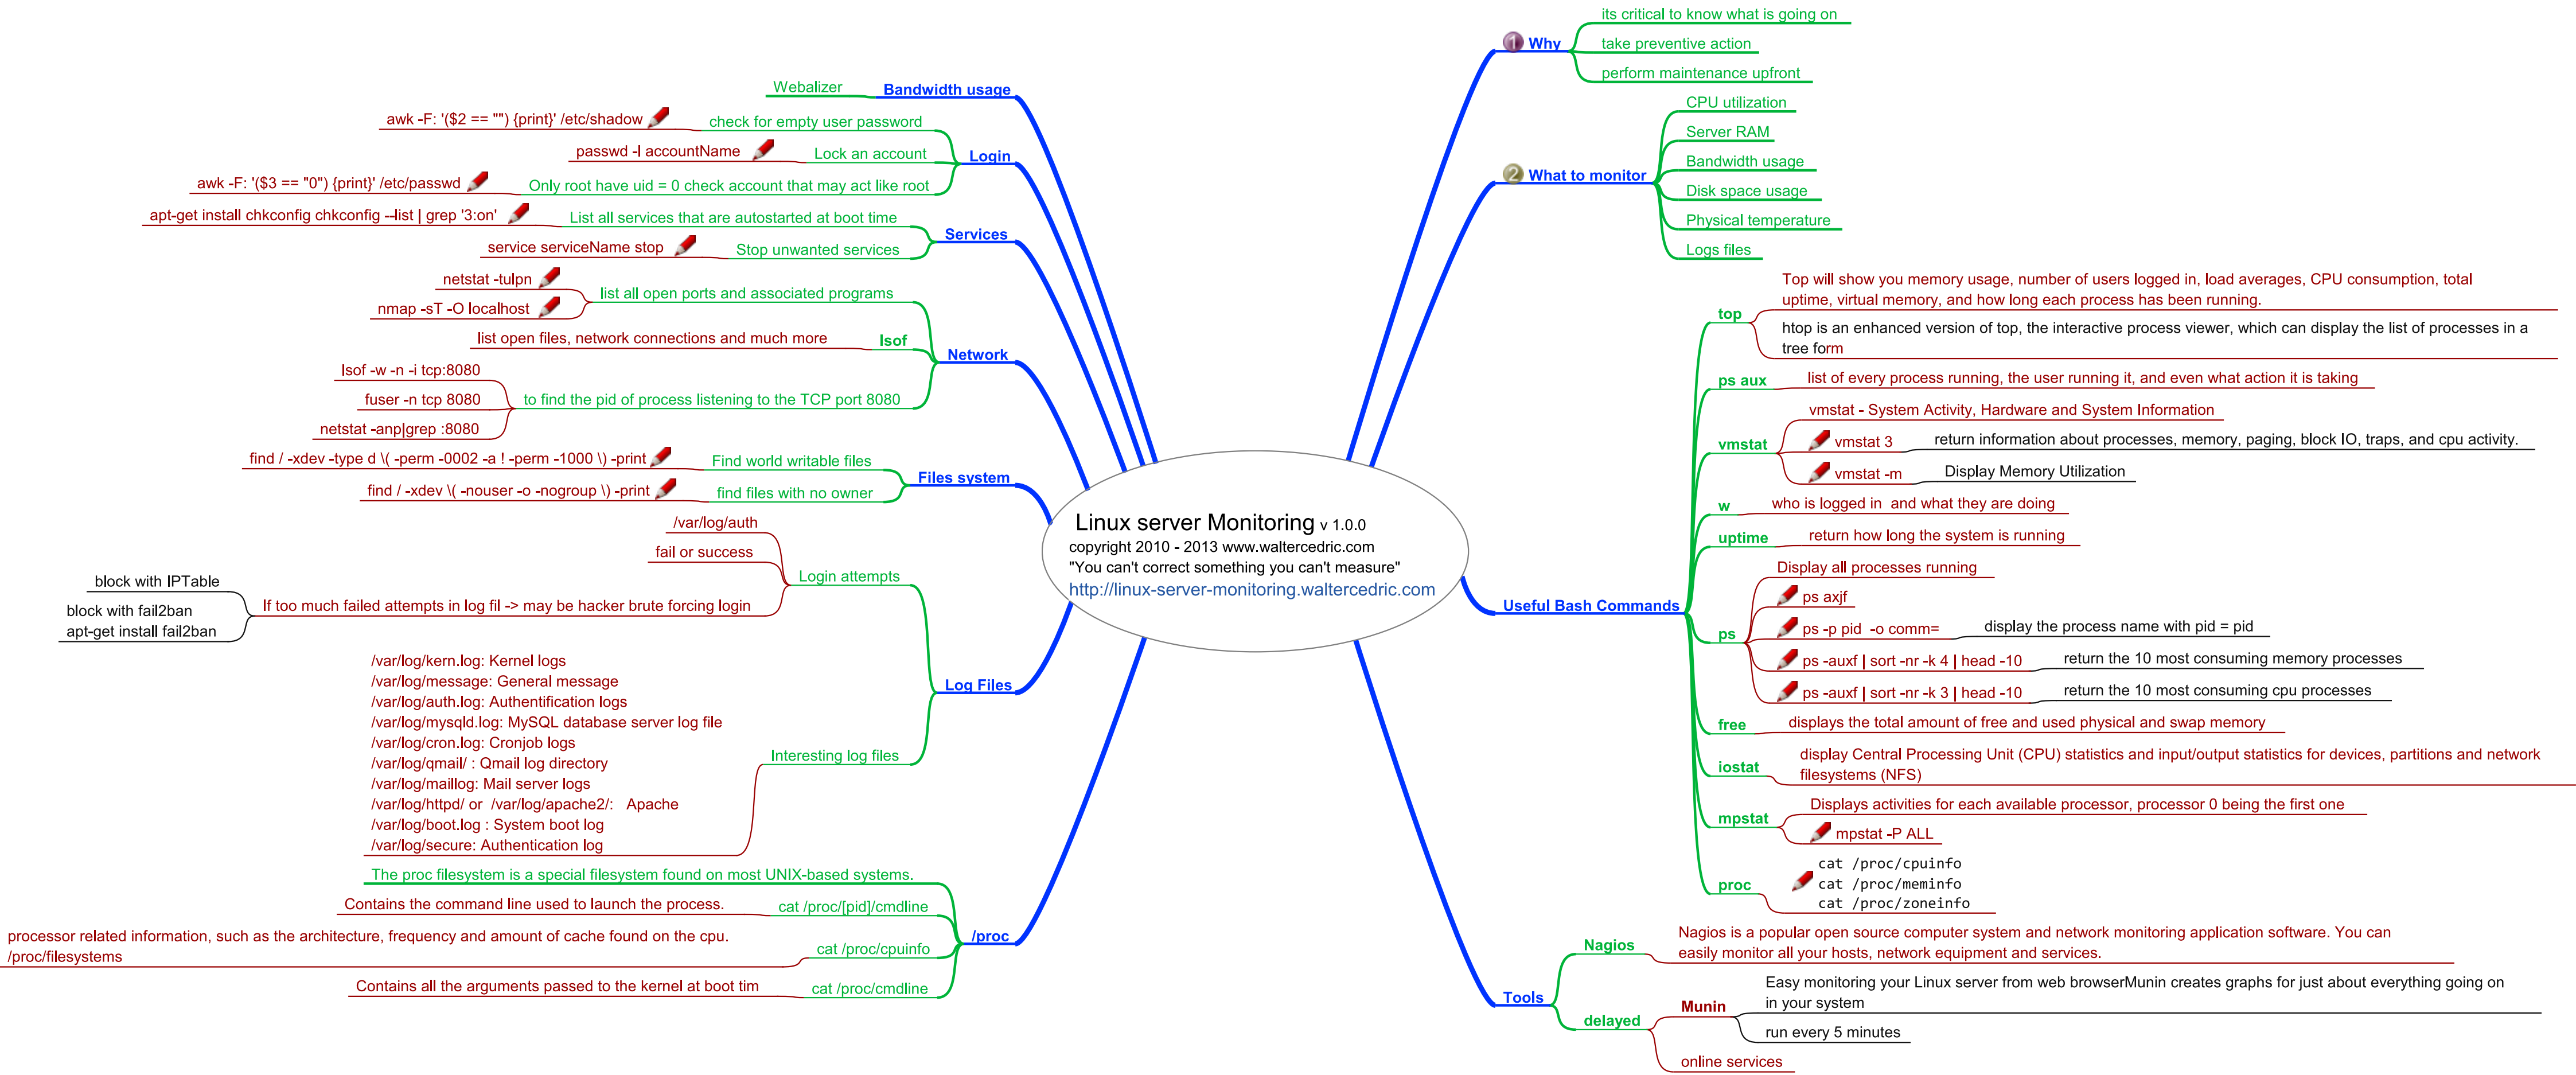 Linux server Monitoring v 1.0.0
copyright 2010 - 2013 www.waltercedric.com
"You can't correct something you can't measure"
http://linux-server-monitoring.waltercedric.com
1 Why
its critical to know what is going on
take preventive action
perform maintenance upfront
2 What to monitor
CPU utilization
Server RAM
Bandwidth usage
Disk space usage
Physical temperature
Logs files
Useful Bash Commands
top
Top will show you memory usage, number of users logged in, load averages, CPU consumption, total
uptime, virtual memory, and how long each process has been running.
htop is an enhanced version of top, the interactive process viewer, which can display the list of processes in a
tree form
ps aux
list of every process running, the user running it, and even what action it is taking
vmstat
vmstat - System Activity, Hardware and System Information
vmstat 3
return information about processes, memory, paging, block IO, traps, and cpu activity.
vmstat -m
Display Memory Utilization
w
who is logged in  and what they are doing
uptime
return how long the system is running
ps
Display all processes running
ps axjf
ps -p pid  -o comm=
display the process name with pid = pid
ps -auxf | sort -nr -k 4 | head -10
return the 10 most consuming memory processes
ps -auxf | sort -nr -k 3 | head -10
return the 10 most consuming cpu processes
free
displays the total amount of free and used physical and swap memory
iostat
display Central Processing Unit (CPU) statistics and input/output statistics for devices, partitions and network
filesystems (NFS)
mpstat
Displays activities for each available processor, processor 0 being the first one
mpstat -P ALL
proc
cat /proc/cpuinfo
cat /proc/meminfo
cat /proc/zoneinfo
Tools
Nagios
Nagios is a popular open source computer system and network monitoring application software. You can
easily monitor all your hosts, network equipment and services.
delayed
Munin
Easy monitoring your Linux server from web browserMunin creates graphs for just about everything going on
in your system
run every 5 minutes
online services
Bandwidth usage
Webalizer
Login
check for empty user password
awk -F: '($2 == "") {print}' /etc/shadow
Lock an account
passwd -l accountName
Only root have uid = 0 check account that may act like root
awk -F: '($3 == "0") {print}' /etc/passwd
Services
List all services that are autostarted at boot time
apt-get install chkconfig chkconfig --list | grep '3:on'
Stop unwanted services
service serviceName stop
Network
list all open ports and associated programs
netstat -tulpn
nmap -sT -O localhost
lsof
list open files, network connections and much more
to find the pid of process listening to the TCP port 8080
lsof -w -n -i tcp:8080
fuser -n tcp 8080
netstat -anp|grep :8080
Files system
Find world writable files
find / -xdev -type d \( -perm -0002 -a ! -perm -1000 \) -print
find files with no owner
find / -xdev \( -nouser -o -nogroup \) -print
Log Files
Login attempts
/var/log/auth
fail or success
If too much failed attempts in log fil -> may be hacker brute forcing login
block with IPTable
block with fail2ban
apt-get install fail2ban
Interesting log files
/var/log/kern.log: Kernel logs
/var/log/message: General message
/var/log/auth.log: Authentification logs
/var/log/mysqld.log: MySQL database server log file
/var/log/cron.log: Cronjob logs
/var/log/qmail/ : Qmail log directory
/var/log/maillog: Mail server logs
/var/log/httpd/ or  /var/log/apache2/:   Apache
/var/log/boot.log : System boot log
/var/log/secure: Authentication log
/proc
The proc filesystem is a special filesystem found on most UNIX-based systems.
cat /proc/[pid]/cmdline
Contains the command line used to launch the process.
cat /proc/cpuinfo
processor related information, such as the architecture, frequency and amount of cache found on the cpu.
/proc/filesystems
cat /proc/cmdline
Contains all the arguments passed to the kernel at boot tim